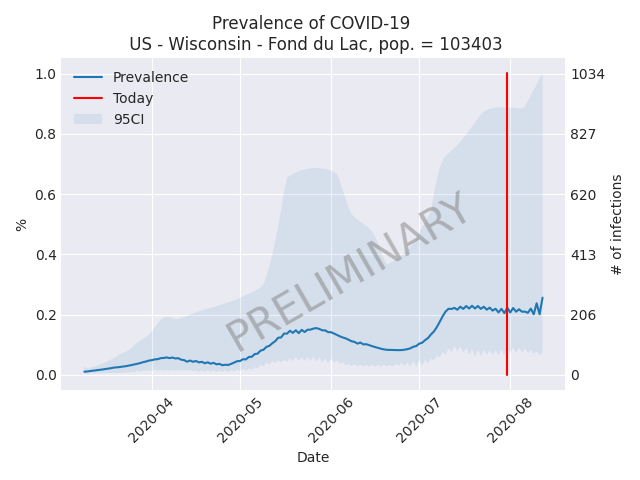 Prevalence of COVID-19
US - Wisconsin - Fond du Lac, pop. = 103403
Prevalence
Today
95CI
PRELIMINARY
1.0
0.8
0.6
0.4
0.2
0.0
%
1034
827
620
413
206
0
# of infections
2020-04
2020-05
2020-06
2020-07
2020-08
Date